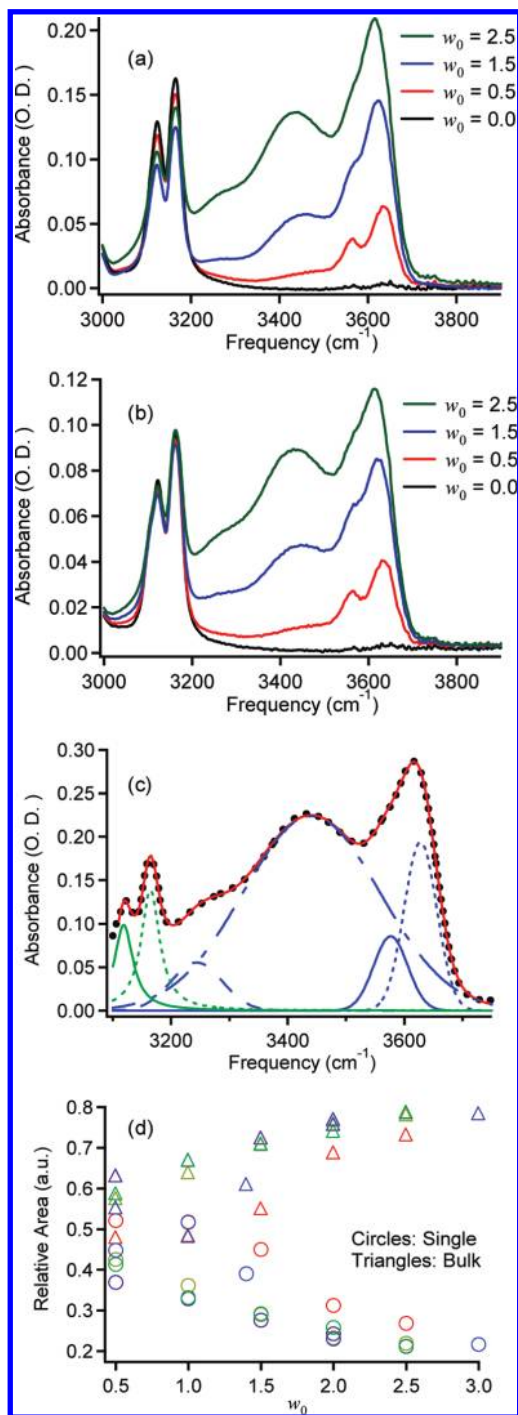 (a)
w₀ = 2.5
w₀ = 1.5
w₀ = 0.5
w₀ = 0.0
Absorbance (O. D.)
0.20
0.15
0.10
0.05
0.00
3000 3200 3400 3600 3800
Frequency (cm⁻¹)
(b)
w₀ = 2.5
w₀ = 1.5
w₀ = 0.5
w₀ = 0.0
Absorbance (O. D.)
0.12
0.10
0.08
0.06
0.04
0.02
0.00
3000 3200 3400 3600 3800
Frequency (cm⁻¹)
(c)
Absorbance (O. D.)
0.30
0.25
0.20
0.15
0.10
0.05
0.00
3200 3400 3600
Frequency (cm⁻¹)
(d)
Relative Area (a.u.)
0.8
0.7
0.6
0.5
0.4
0.3
0.2
Circles: Single
Triangles: Bulk
0.5 1.0 1.5 2.0 2.5 3.0
w₀